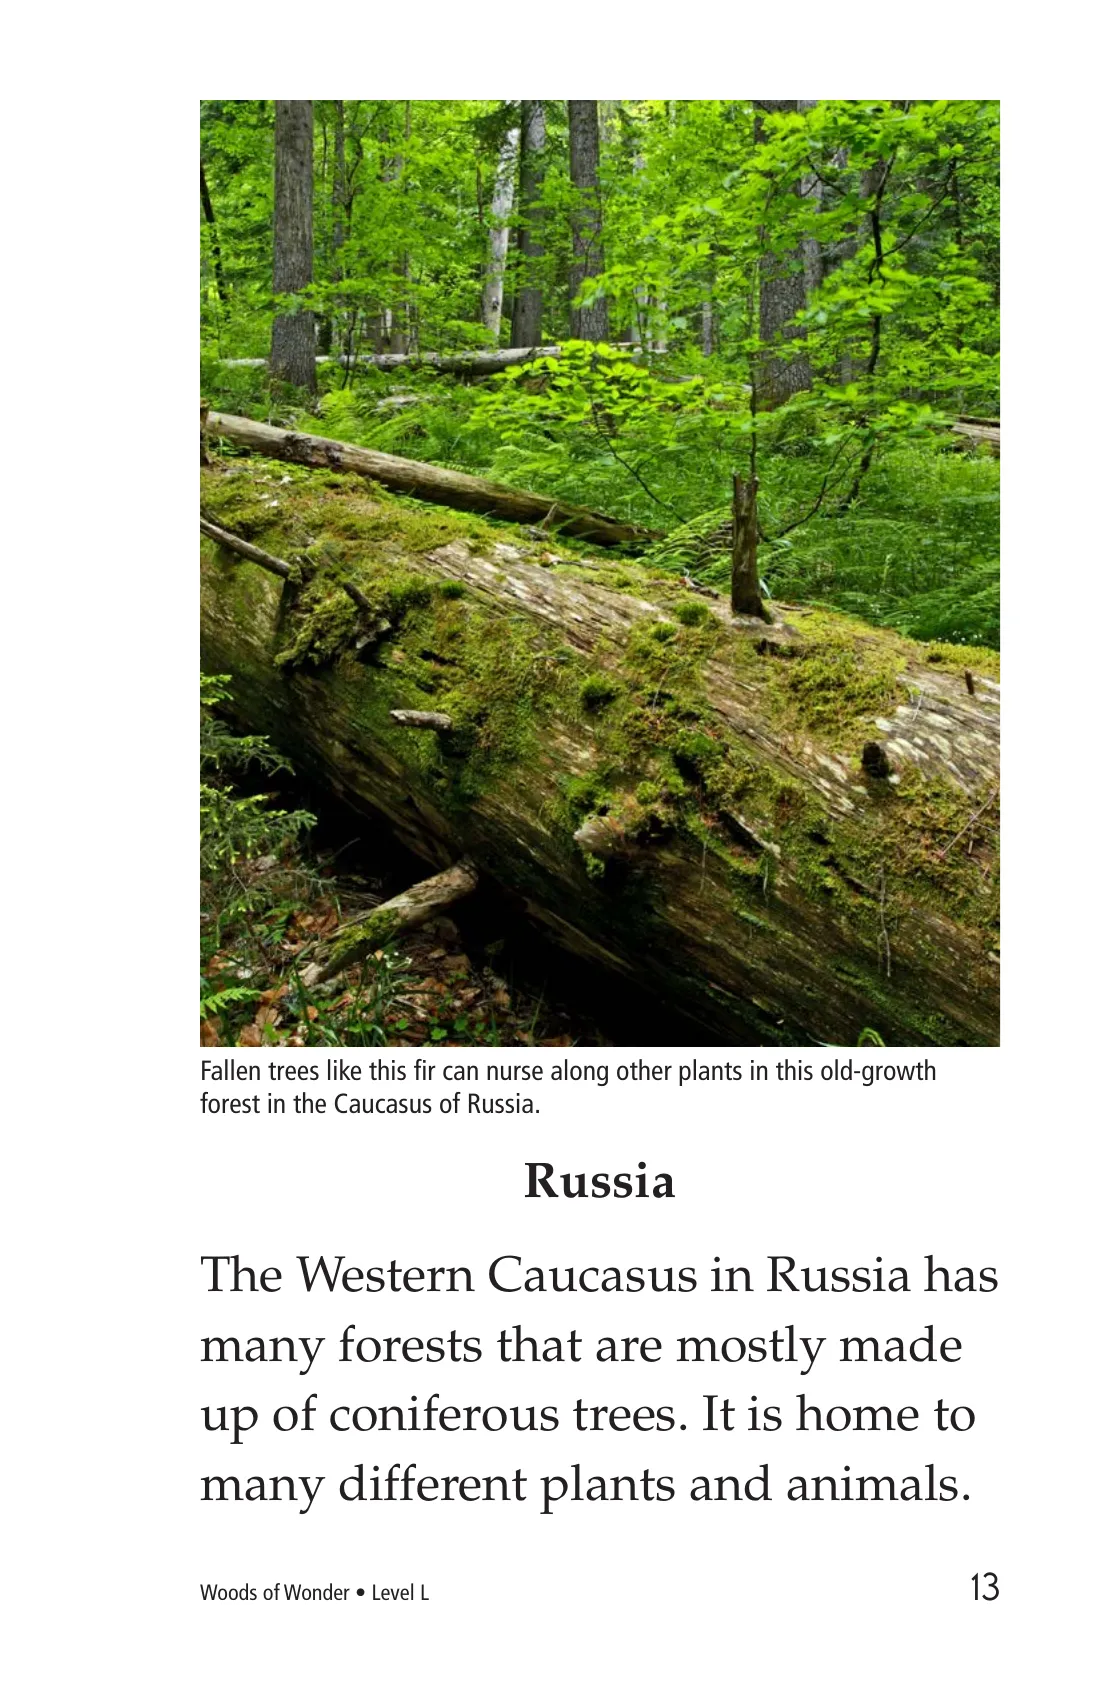 Fallen trees like this fir can nurse along other plants in this old-growth
forest in the Caucasus of Russia.
Russia
The Western Caucasus in Russia has
many forests that are mostly made
up of coniferous trees. It is home to
many different plants and animals.
Woods of Wonder • Level L
13